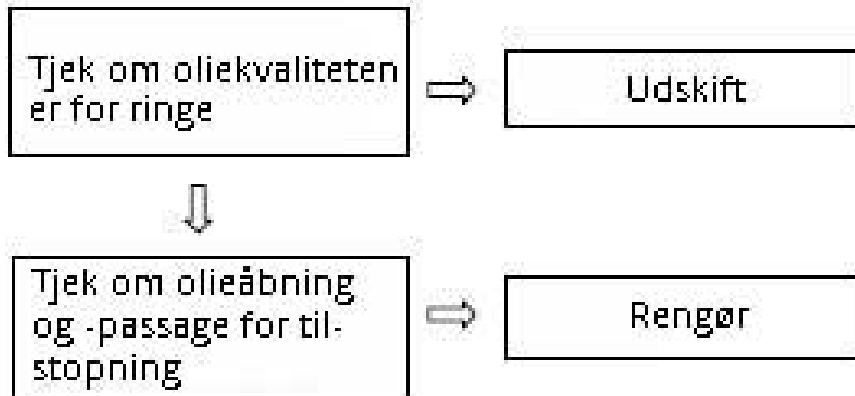 Tjek om oliekvaliteten
er for ringe
Udskift
Tjek om olieåbning
og -passage for til-
stopning
Rengør